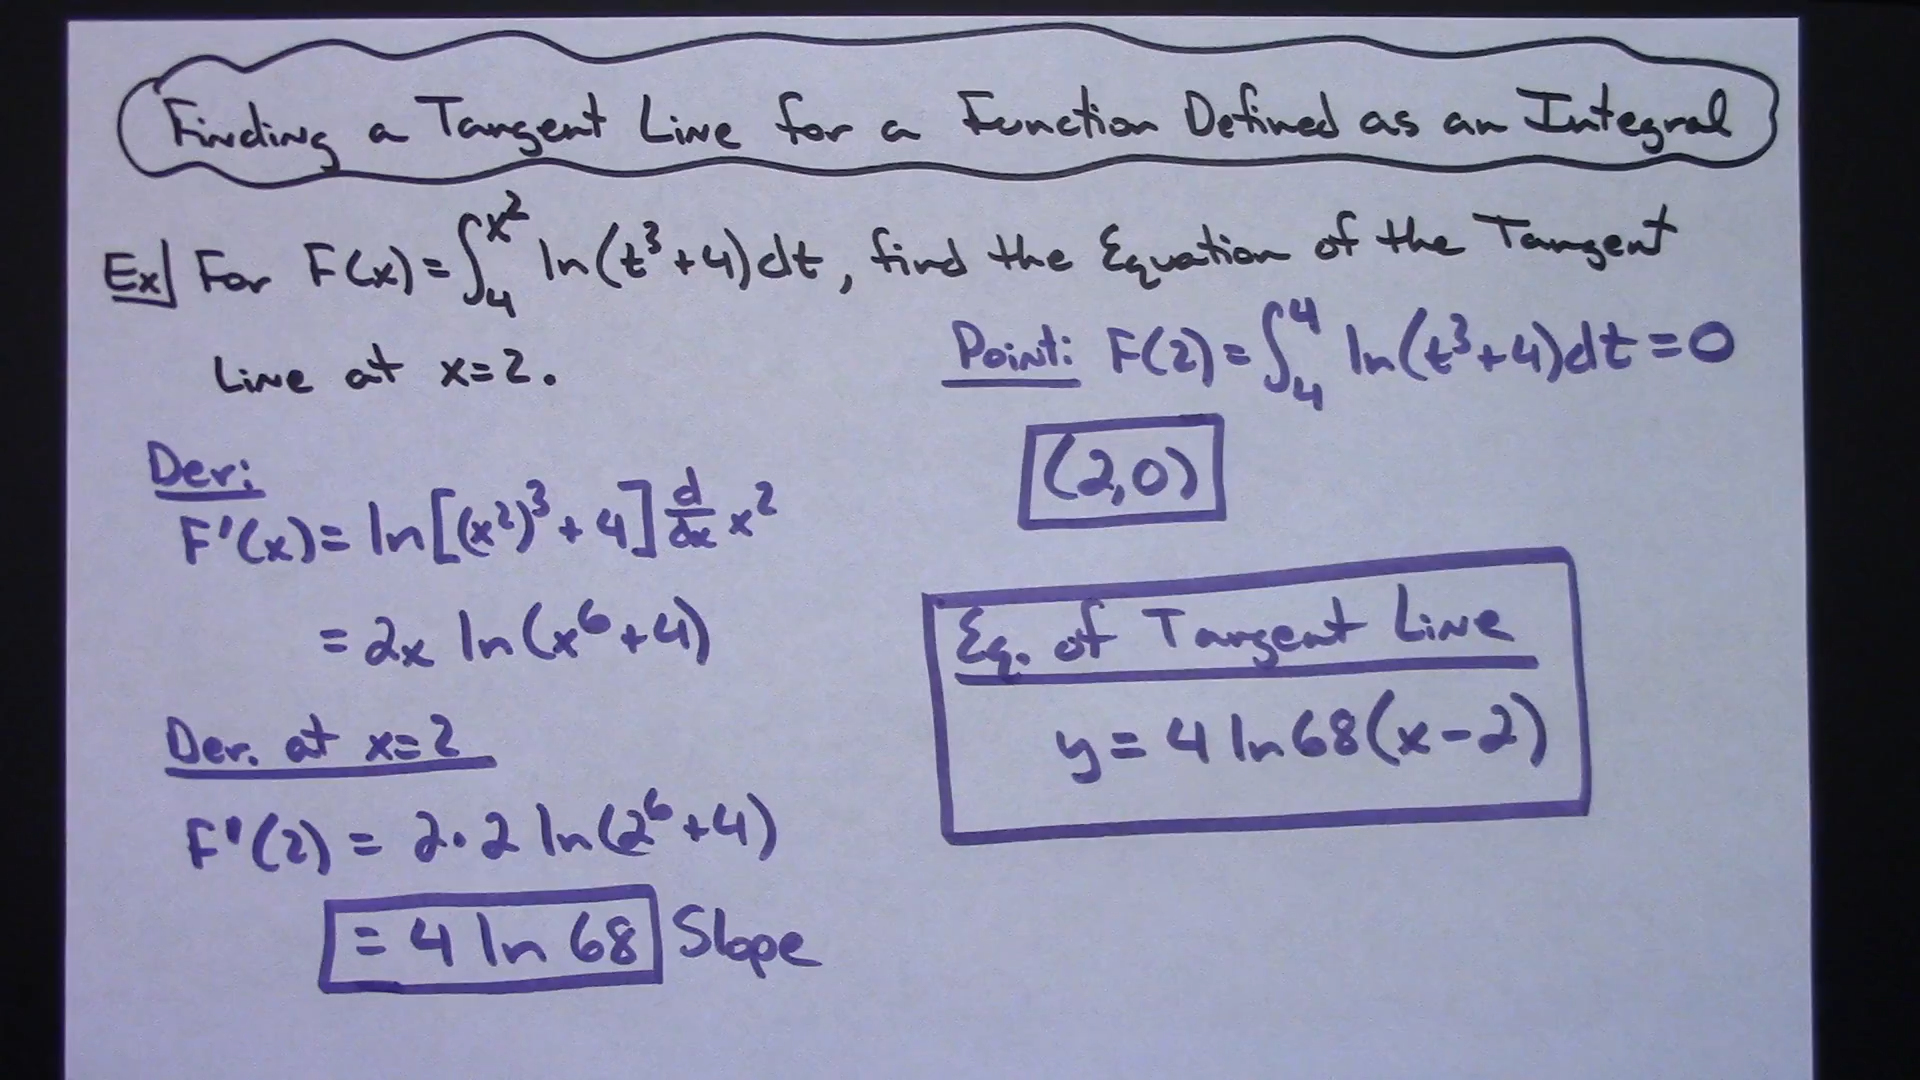 Finding a Tangent Line for a Function Defined as an Integral
Ex| For F(x) = ∫₄^(x²) ln(t³+4)dt, find the Equation of the Tangent
Line at x=2.
Der:
F'(x) = ln[(x²)³ + 4] d/dx x²
= 2x ln(x⁶+4)
Der. at x=2
F'(2) = 2·2 ln(2⁶+4)
= 4 ln 68 Slope
Point: F(2) = ∫₄⁴ ln(t³+4)dt = 0
(2,0)
Eq. of Tangent Line
y = 4 ln 68(x-2)